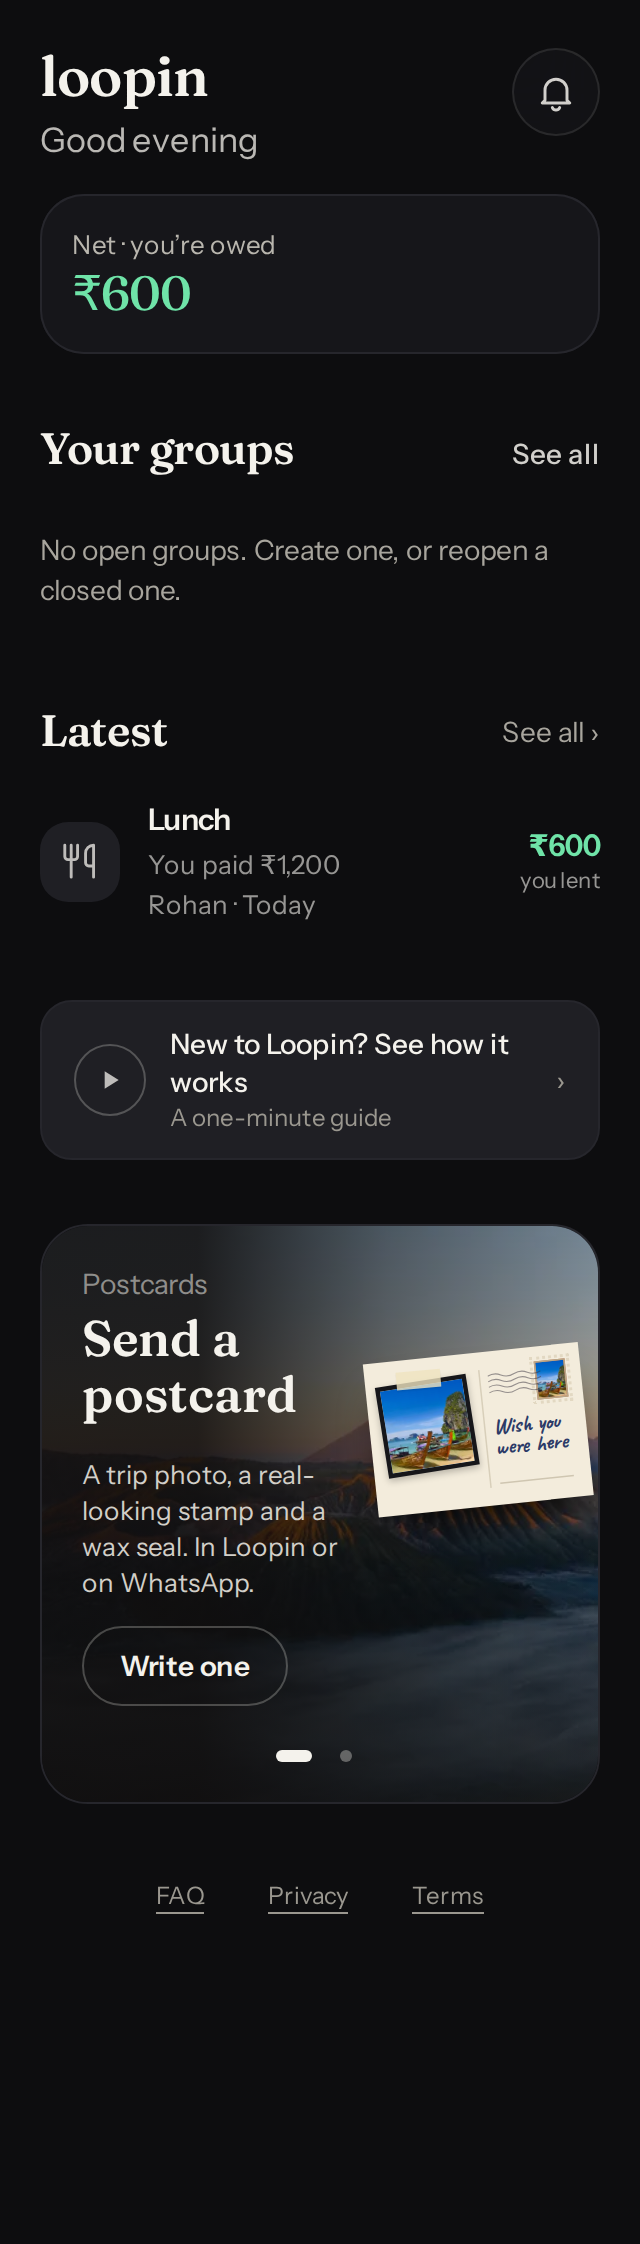 loopin
Good evening
Net · you’re owed
₹600
Your groups
See all
No open groups. Create one, or reopen a
closed one.
Latest
See all ›
Lunch
You paid ₹1,200
Rohan · Today
₹600
you lent
New to Loopin? See how it
works
A one-minute guide
›
Postcards
Send a
postcard
Wish you
were here
A trip photo, a real-
looking stamp and a
wax seal. In Loopin or
on WhatsApp.
Write one
FAQ
Privacy
Terms